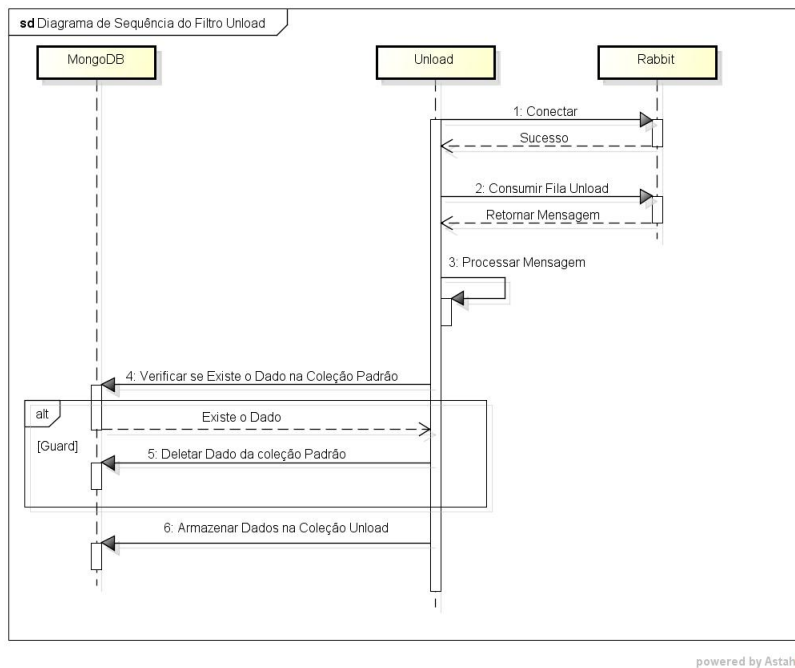 sd Diagrama de Sequência do Filtro Unload
MongoDB
Unload
Rabbit
1: Conectar
Sucesso
2: Consumir Fila Unload
Retornar Mensagem
3: Processar Mensagem
4: Verificar se Existe o Dado na Coleção Padrão
alt
Existe o Dado
[Guard]
5: Deletar Dado da coleção Padrão
6: Armazenar Dados na Coleção Unload
powered by Astah